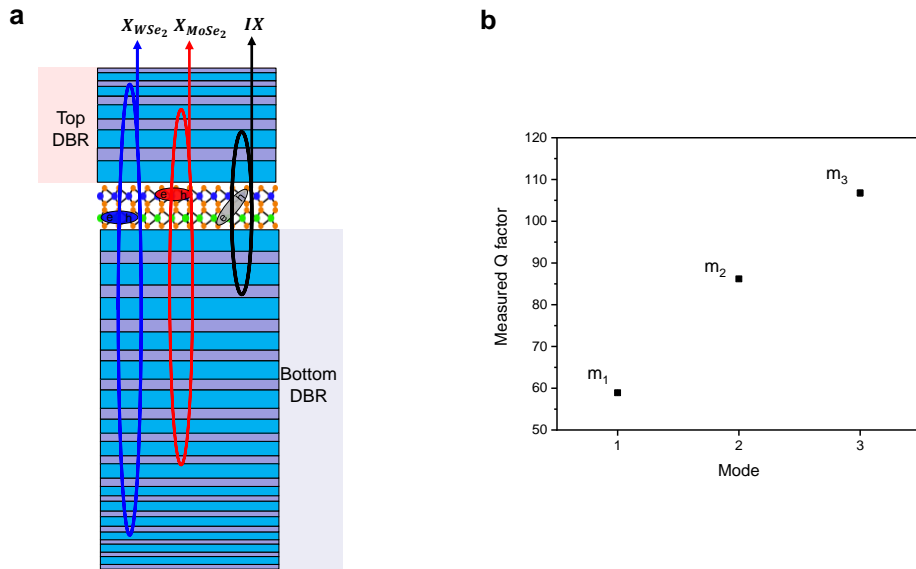 a
X_WSe₂ X_MoSe₂ IX
Top
DBR
e h
e h
e h
Bottom
DBR
b
120
110
100
90
80
70
60
50
Measured Q factor
m₁
m₂
m₃
1 2 3
Mode